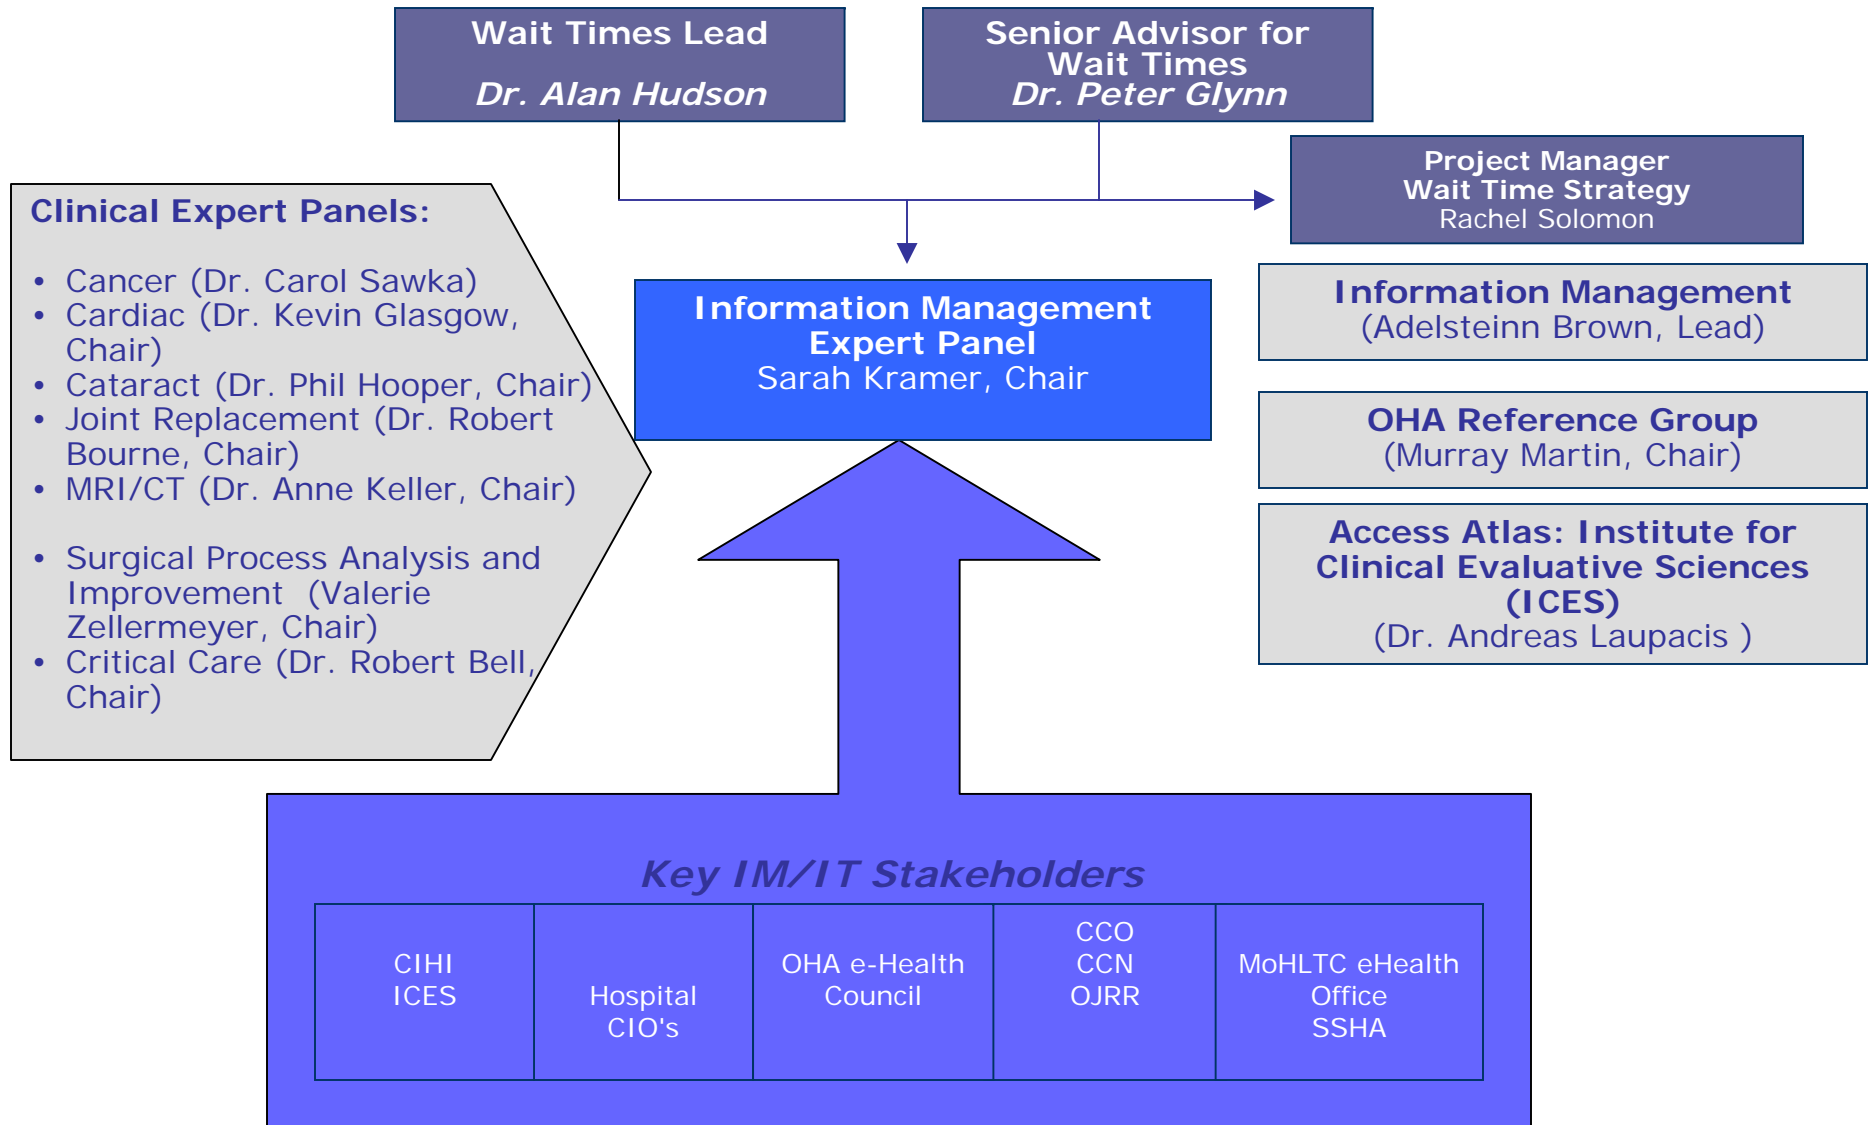 Wait Times Lead
Dr. Alan Hudson
Senior Advisor for
Wait Times
Dr. Peter Glynn
Project Manager
Wait Time Strategy
Rachel Solomon
Clinical Expert Panels:
• Cancer (Dr. Carol Sawka)
• Cardiac (Dr. Kevin Glasgow,
Chair)
• Cataract (Dr. Phil Hooper, Chair)
• Joint Replacement (Dr. Robert
Bourne, Chair)
• MRI/CT (Dr. Anne Keller, Chair)
• Surgical Process Analysis and
Improvement (Valerie
Zellermeyer, Chair)
• Critical Care (Dr. Robert Bell,
Chair)
Information Management
Expert Panel
Sarah Kramer, Chair
Information Management
(Adelsteinn Brown, Lead)
OHA Reference Group
(Murray Martin, Chair)
Access Atlas: Institute for
Clinical Evaluative Sciences
(ICES)
(Dr. Andreas Laupacis )
Key IM/IT Stakeholders
CIHI
ICES
Hospital
CIO's
OHA e-Health
Council
CCO
CCN
OJRR
MoHLTC eHealth
Office
SSHA